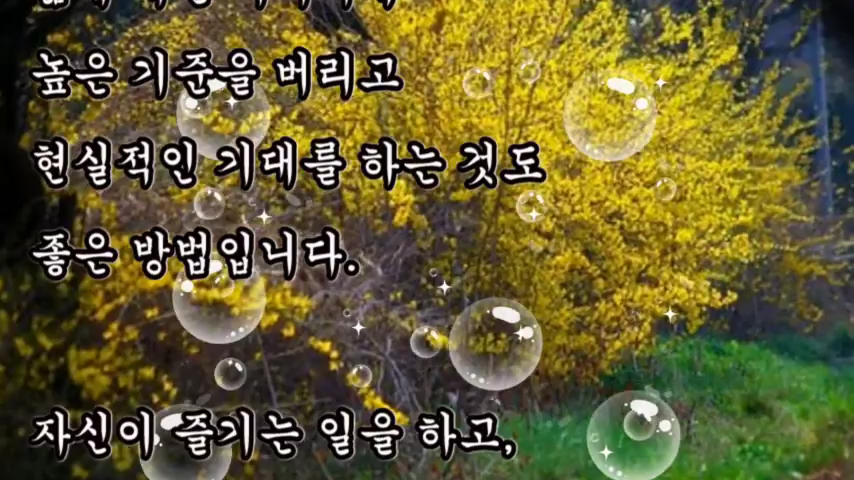 높은 기준을 버리고
현실적인 기대를 하는 것도
좋은 방법입니다.
자신이 즐기는 일을 하고,